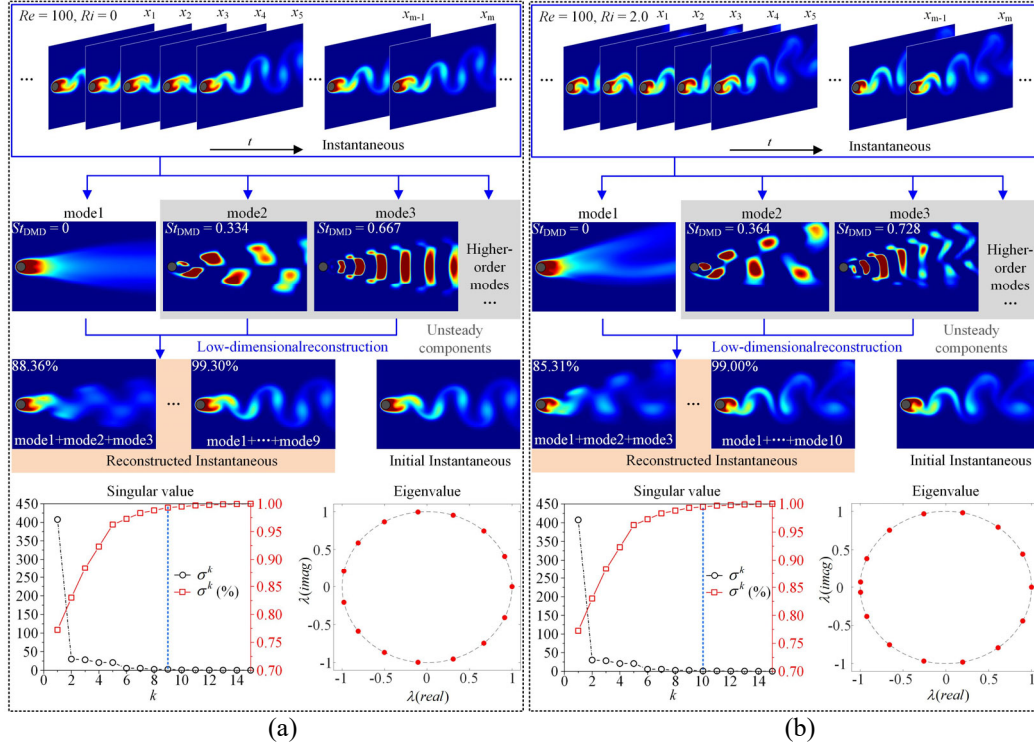 Re = 100, Ri = 0 x1 x2 x3 x4 x5 xm-1 xm
... ... ...
t Instantaneous
mode1 mode2 mode3
StDMD = 0 StDMD = 0.334 StDMD = 0.667
Higher-
order
modes
...
Unsteady
components
Low-dimensionalreconstruction
88.36% 99.30%
...
mode1+mode2+mode3 mode1+···+mode9
Reconstructed Instantaneous Initial Instantaneous
Singular value
450
400
350
300
250
200
150
100
50
0
1.00
0.95
0.90
0.85
0.80
0.75
0.70
σk
σk (%)
0 2 4 6 8 10 12 14
k
Eigenvalue
1
0.5
0
-0.5
-1
λ(imag)
-1 -0.5 0 0.5 1
λ(real)
(a)
Re = 100, Ri = 2.0 x1 x2 x3 x4 x5 xm-1 xm
... ... ...
t Instantaneous
mode1 mode2 mode3
StDMD = 0 StDMD = 0.364 StDMD = 0.728
Higher-
order
modes
...
Unsteady
components
Low-dimensionalreconstruction
85.31% 99.00%
...
mode1+mode2+mode3 mode1+···+mode10
Reconstructed Instantaneous Initial Instantaneous
Singular value
450
400
350
300
250
200
150
100
50
0
1.00
0.95
0.90
0.85
0.80
0.75
0.70
σk
σk (%)
0 2 4 6 8 10 12 14
k
Eigenvalue
1
0.5
0
-0.5
-1
λ(imag)
-1 -0.5 0 0.5 1
λ(real)
(b)